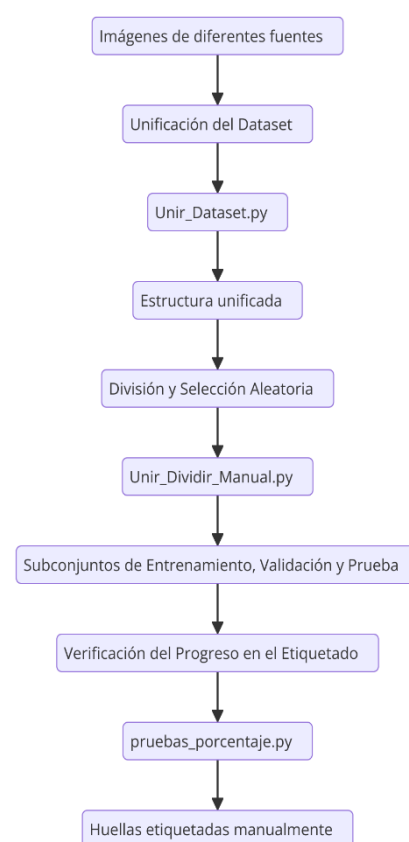 Imágenes de diferentes fuentes
Unificación del Dataset
Unir_Dataset.py
Estructura unificada
División y Selección Aleatoria
Unir_Dividir_Manual.py
Subconjuntos de Entrenamiento, Validación y Prueba
Verificación del Progreso en el Etiquetado
pruebas_porcentaje.py
Huellas etiquetadas manualmente